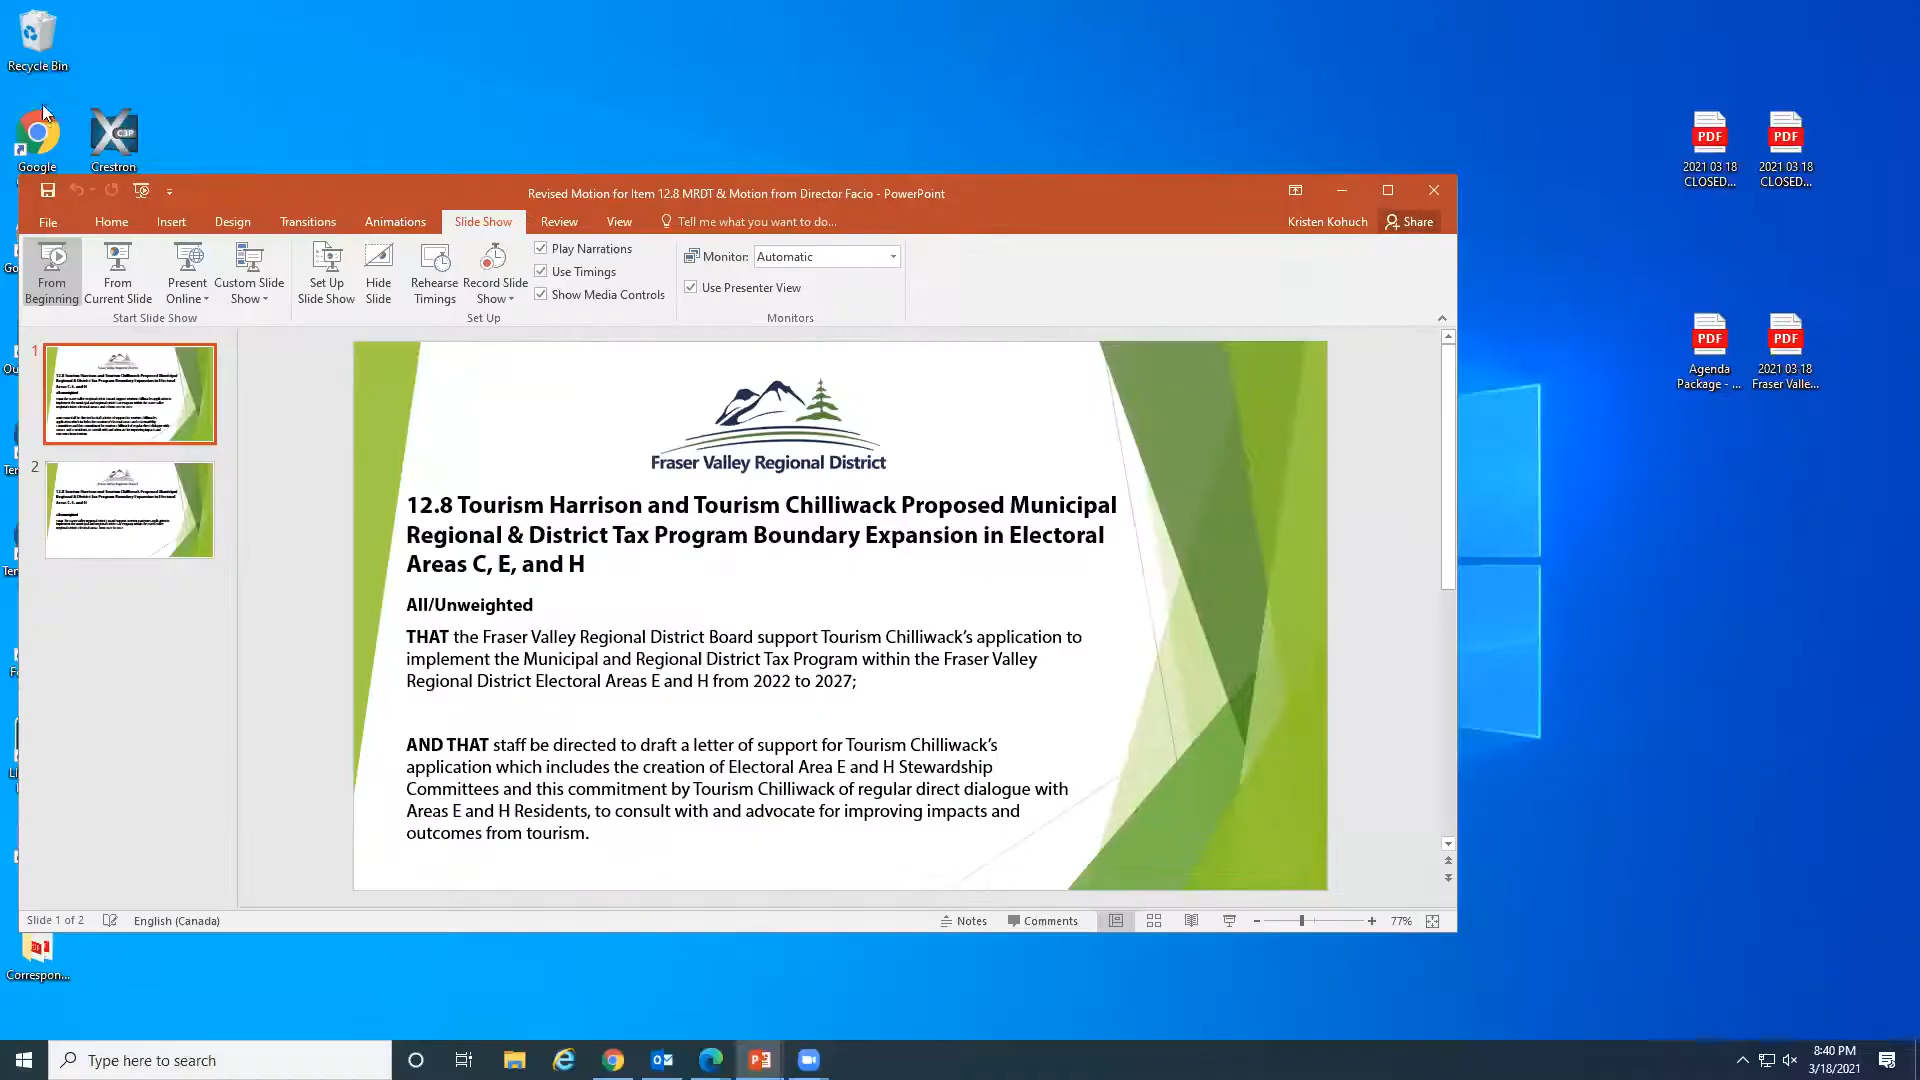 Recycle Bin
Google
Crestron
C3P
Revised Motion for Item 12.8 MRDT & Motion from Director Facio - PowerPoint
File
Home
Insert
Design
Transitions
Animations
Slide Show
Review
View
Tell me what you want to do...
Kristen Kohuch
Share
From
Beginning
From
Current Slide
Present
Online
Custom Slide
Show
Start Slide Show
Set Up
Slide Show
Hide
Slide
Rehearse
Timings
Record Slide
Show
Play Narrations
Use Timings
Show Media Controls
Set Up
Monitor:
Automatic
Use Presenter View
Monitors
1
2
Fraser Valley Regional District
12.8 Tourism Harrison and Tourism Chilliwack Proposed Municipal
Regional & District Tax Program Boundary Expansion in Electoral
Areas C, E, and H
All/Unweighted
THAT the Fraser Valley Regional District Board support Tourism Chilliwack’s application to
implement the Municipal and Regional District Tax Program within the Fraser Valley
Regional District Electoral Areas E and H from 2022 to 2027;
AND THAT staff be directed to draft a letter of support for Tourism Chilliwack’s
application which includes the creation of Electoral Area E and H Stewardship
Committees and this commitment by Tourism Chilliwack of regular direct dialogue with
Areas E and H Residents, to consult with and advocate for improving impacts and
outcomes from tourism.
Slide 1 of 2
English (Canada)
Notes
Comments
77%
PDF
2021 03 18
CLOSED...
PDF
2021 03 18
CLOSED...
PDF
Agenda
Package - ...
PDF
2021 03 18
Fraser Valle...
Correspon...
Type here to search
8:40 PM
3/18/2021